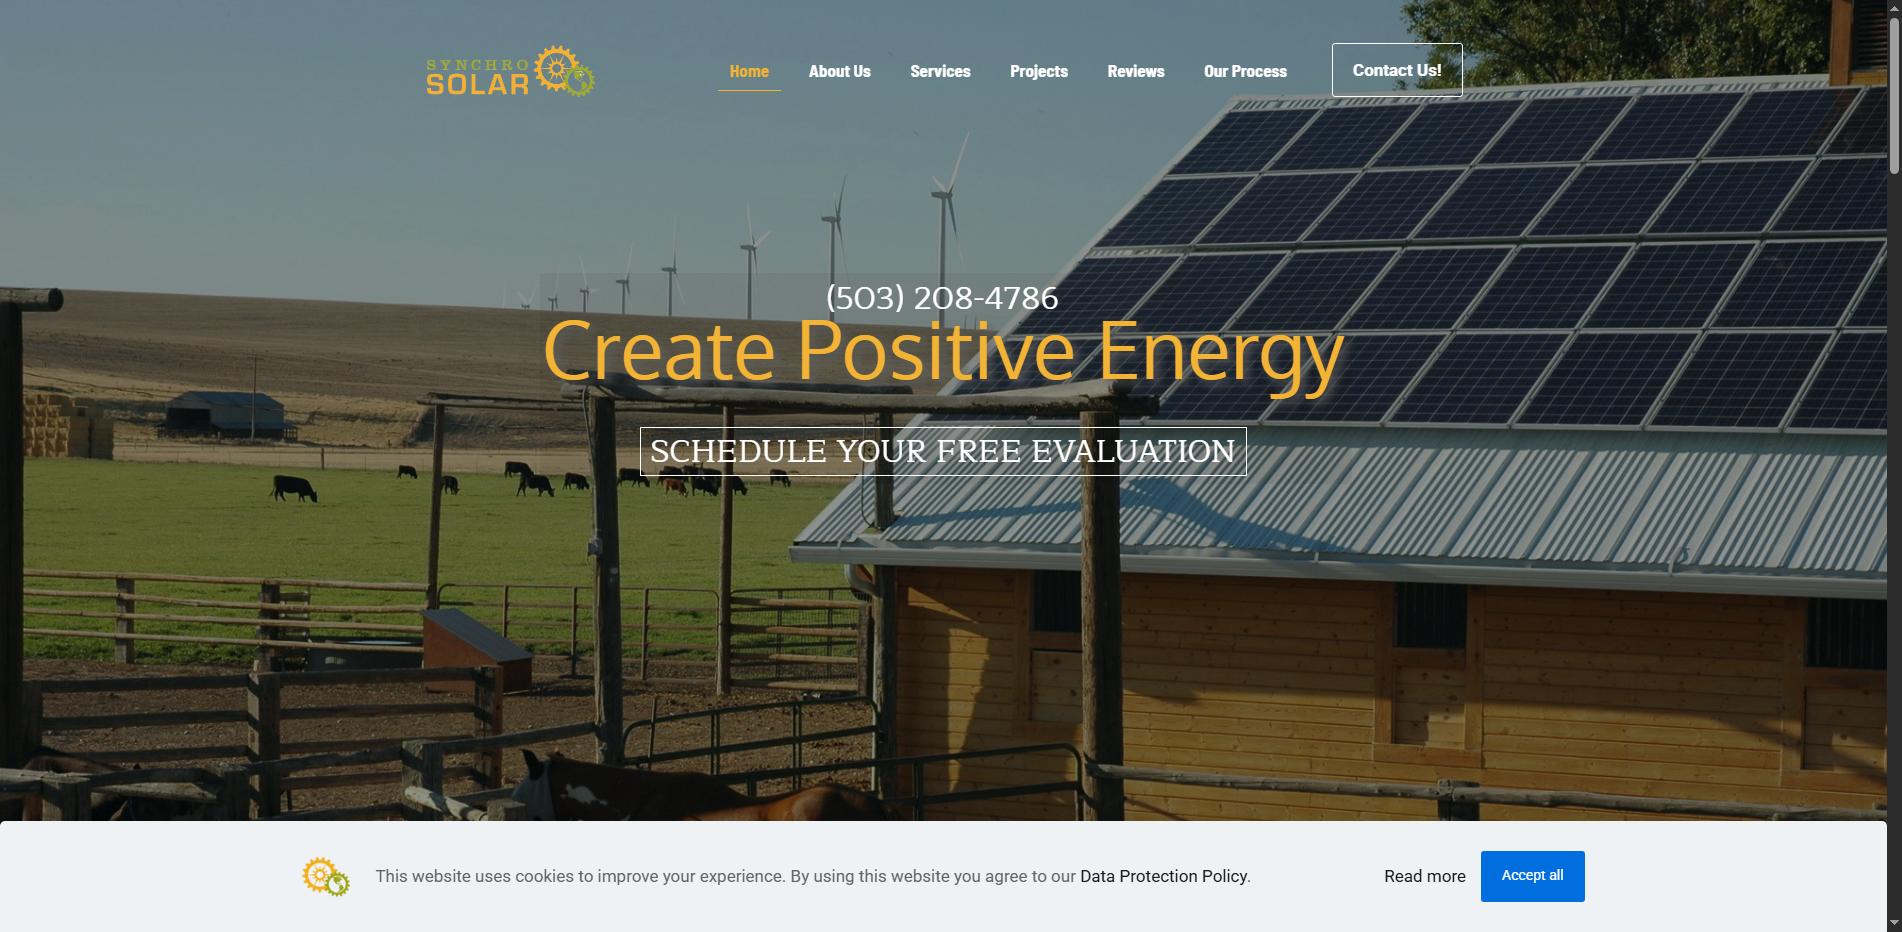 SYNCHRO
SOLAR
Home About Us Services Projects Reviews Our Process Contact Us!
(503) 208-4786
Create Positive Energy
SCHEDULE YOUR FREE EVALUATION
This website uses cookies to improve your experience. By using this website you agree to our Data Protection Policy. Read more Accept all